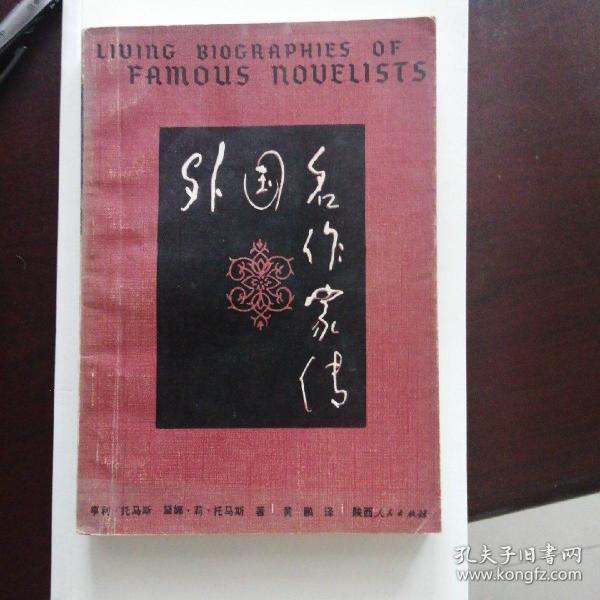 LIVING BIOGRAPHIES OF
FAMOUS NOVELISTS
外国名作家传
亨利·托马斯 黛娜·莉·托马斯 著 黄鹏 译 陕西人民出版社
孔夫子旧书网
www.kongfz.com